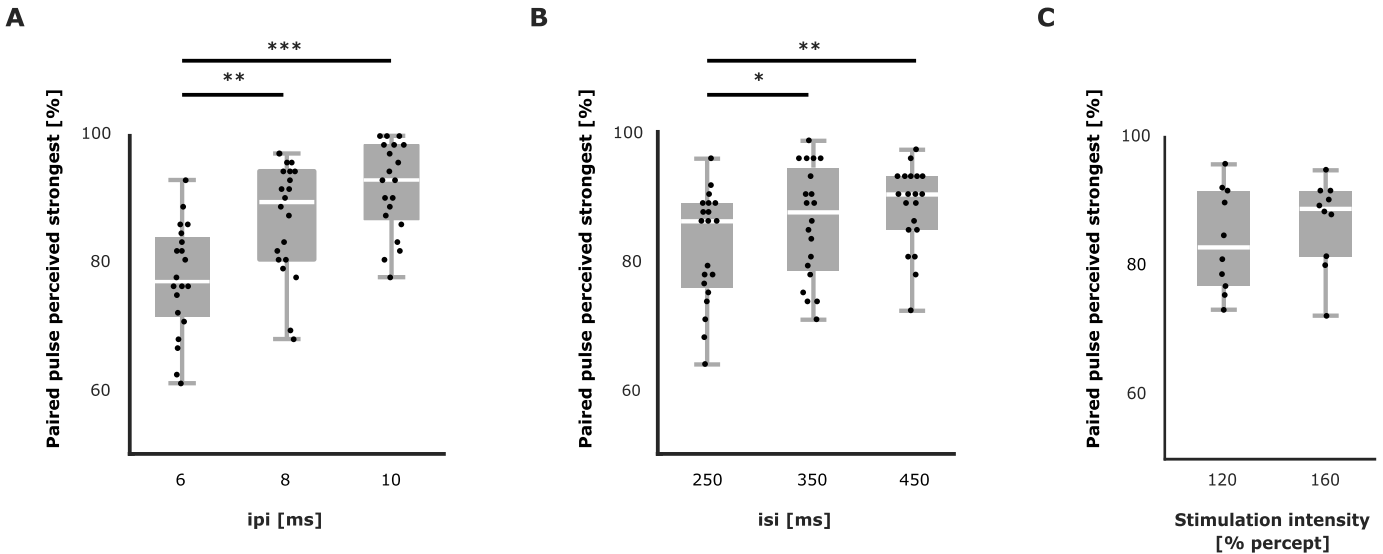 A
B
C
***
**
**
*
Paired pulse perceived strongest [%]
100
80
60
6
8
10
ipi [ms]
Paired pulse perceived strongest [%]
100
80
60
250
350
450
isi [ms]
Paired pulse perceived strongest [%]
100
80
60
120
160
Stimulation intensity
[% percept]